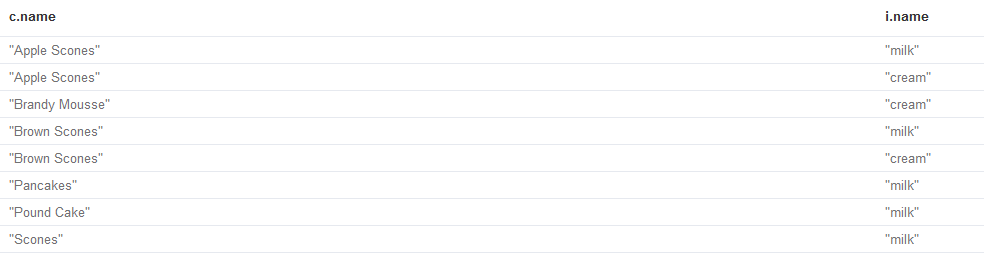 c.name i.name
"Apple Scones" "milk"
"Apple Scones" "cream"
"Brandy Mousse" "cream"
"Brown Scones" "milk"
"Brown Scones" "cream"
"Pancakes" "milk"
"Pound Cake" "milk"
"Scones" "milk"